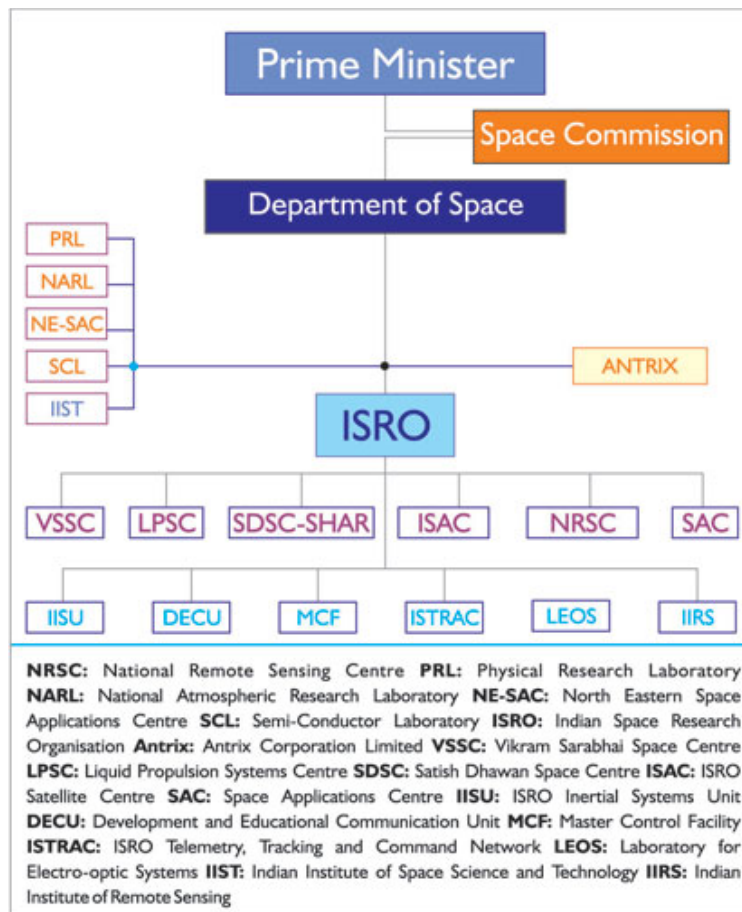 Prime Minister
Space Commission
Department of Space
PRL
NARL
NE-SAC
SCL
ANTRIX
IIST
ISRO
VSSC LPSC SDSC-SHAR ISAC NRSC SAC
IISU DECU MCF ISTRAC LEOS IIRS
NRSC: National Remote Sensing Centre PRL: Physical Research Laboratory
NARL: National Atmospheric Research Laboratory NE-SAC: North Eastern Space
Applications Centre SCL: Semi-Conductor Laboratory ISRO: Indian Space Research
Organisation Antrix: Antrix Corporation Limited VSSC: Vikram Sarabhai Space Centre
LPSC: Liquid Propulsion Systems Centre SDSC: Satish Dhawan Space Centre ISAC: ISRO
Satellite Centre SAC: Space Applications Centre IISU: ISRO Inertial Systems Unit
DECU: Development and Educational Communication Unit MCF: Master Control Facility
ISTRAC: ISRO Telemetry, Tracking and Command Network LEOS: Laboratory for
Electro-optic Systems IIST: Indian Institute of Space Science and Technology IIRS: Indian
Institute of Remote Sensing